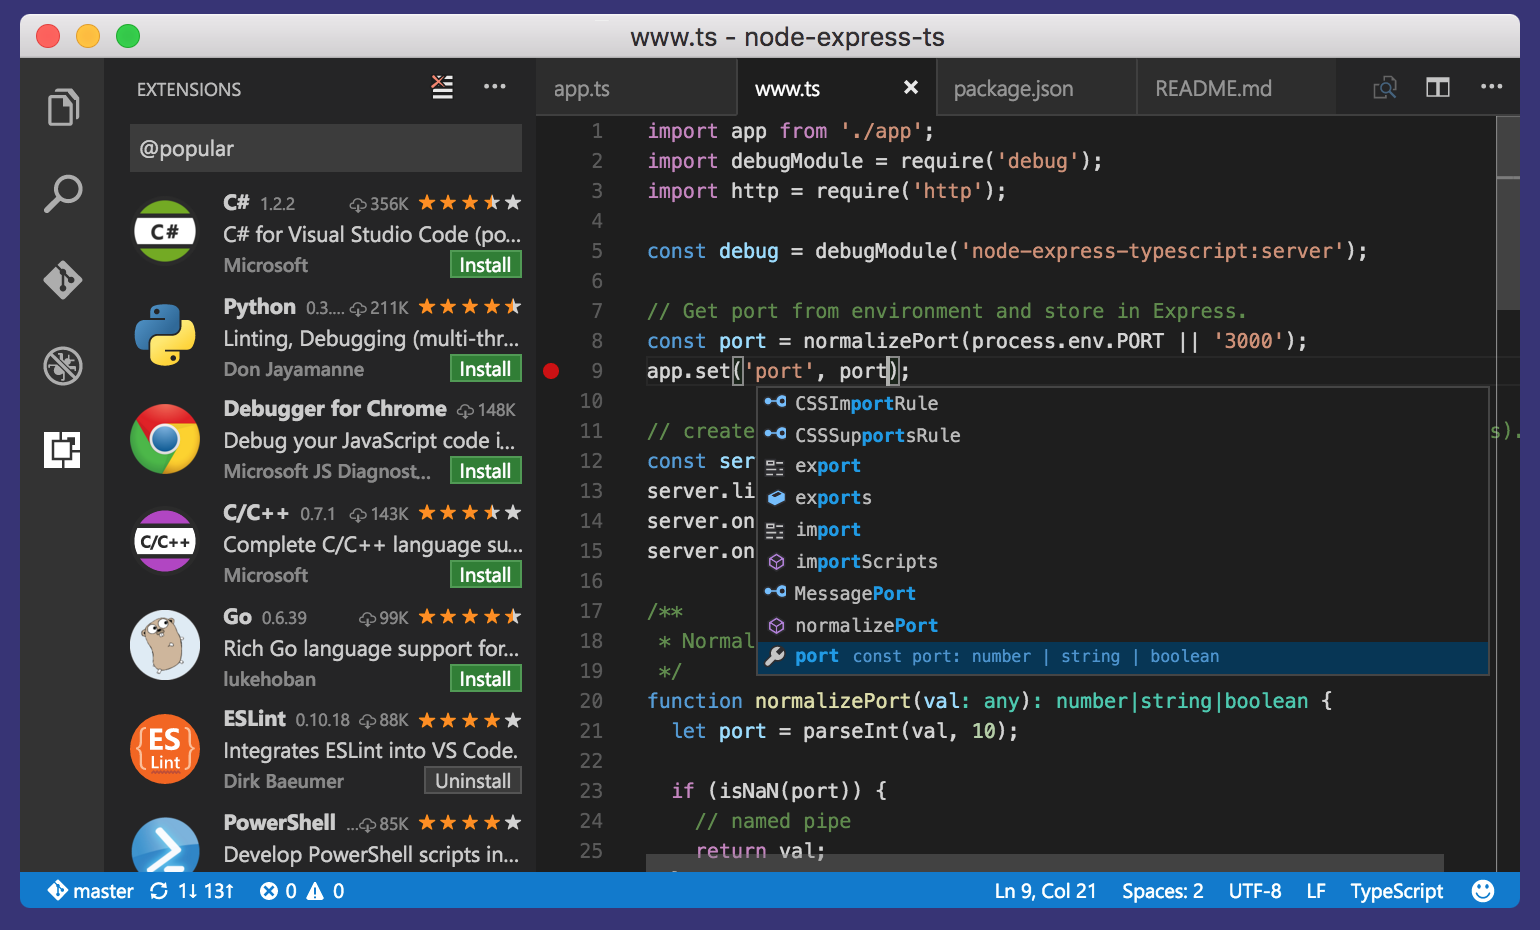 www.ts - node-express-ts
EXTENSIONS
@popular
C# 1.2.2 356K
C# for Visual Studio Code (po...
Microsoft Install
C#
Python 0.3.... 211K
Linting, Debugging (multi-thr...
Don Jayamanne Install
Debugger for Chrome 148K
Debug your JavaScript code i...
Microsoft JS Diagnost... Install
C/C++ 0.7.1 143K
Complete C/C++ language su...
Microsoft Install
C/C++
Go 0.6.39 99K
Rich Go language support for...
lukehoban Install
ESLint 0.10.18 88K
Integrates ESLint into VS Code.
Dirk Baeumer Uninstall
{ES}
Lint
PowerShell ... 85K
Develop PowerShell scripts in...
app.ts www.ts package.json README.md
1 import app from './app';
2 import debugModule = require('debug');
3 import http = require('http');
4
5 const debug = debugModule('node-express-typescript:server');
6
7 // Get port from environment and store in Express.
8 const port = normalizePort(process.env.PORT || '3000');
9 app.set('port', port);
10
11 // create s).
12 const ser
13 server.li
14 server.on
15 server.on
16
17 /**
18 * Normal
19 */
20 function normalizePort(val: any): number|string|boolean {
21 let port = parseInt(val, 10);
22
23 if (isNaN(port)) {
24 // named pipe
25 return val;
CSSImportRule
CSSSupportsRule
export
exports
import
importScripts
MessagePort
normalizePort
port const port: number | string | boolean
master 1↓ 13↑ 0 0 Ln 9, Col 21 Spaces: 2 UTF-8 LF TypeScript